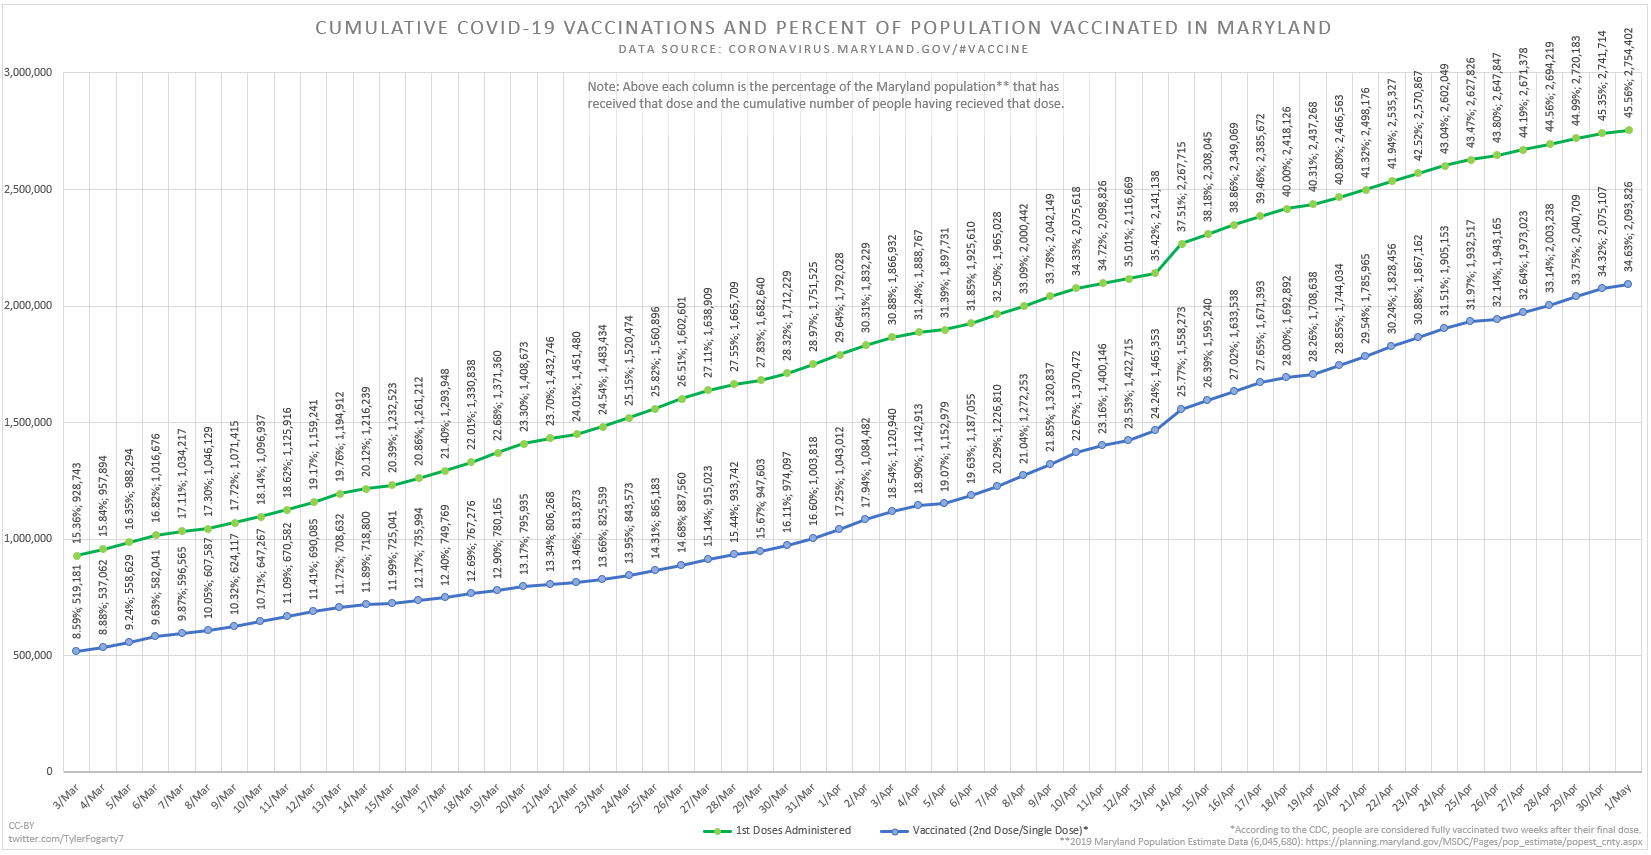 CUMULATIVE COVID-19 VACCINATIONS AND PERCENT OF POPULATION VACCINATED IN MARYLAND
DATA SOURCE: CORONAVIRUS.MARYLAND.GOV/#VACCINE
Note: Above each column is the percentage of the Maryland population** that has
received that dose and the cumulative number of people having recieved that dose.
3,000,000
2,500,000
2,000,000
1,500,000
1,000,000
500,000
0
15.36%; 928,743
15.84%; 957,894
16.35%; 988,294
16.82%; 1,016,676
17.11%; 1,034,217
17.30%; 1,046,129
17.72%; 1,071,415
18.14%; 1,096,937
18.62%; 1,125,916
19.17%; 1,159,241
19.76%; 1,194,912
20.12%; 1,216,239
20.39%; 1,232,523
20.86%; 1,261,212
21.40%; 1,293,948
22.01%; 1,330,838
22.68%; 1,371,360
23.30%; 1,408,673
23.70%; 1,432,746
24.01%; 1,451,480
24.54%; 1,483,434
25.15%; 1,520,474
25.82%; 1,560,896
26.51%; 1,602,601
27.11%; 1,638,909
27.55%; 1,665,709
27.83%; 1,682,640
28.32%; 1,712,229
28.97%; 1,751,525
29.64%; 1,792,028
30.31%; 1,832,229
30.88%; 1,866,932
31.24%; 1,888,767
31.39%; 1,897,731
31.85%; 1,925,610
32.50%; 1,965,028
33.09%; 2,000,442
33.78%; 2,042,149
34.33%; 2,075,618
34.72%; 2,098,826
35.01%; 2,116,669
35.42%; 2,141,138
37.51%; 2,267,715
38.18%; 2,308,045
38.86%; 2,349,069
39.46%; 2,385,672
40.00%; 2,418,126
40.31%; 2,437,268
40.80%; 2,466,563
41.32%; 2,498,176
41.94%; 2,535,327
42.52%; 2,570,867
43.04%; 2,602,049
43.47%; 2,627,826
43.80%; 2,647,847
44.19%; 2,671,378
44.56%; 2,694,219
44.99%; 2,720,183
45.35%; 2,741,714
45.56%; 2,754,402
8.59%; 519,181
8.88%; 537,062
9.24%; 558,629
9.63%; 582,041
9.87%; 596,565
10.05%; 607,587
10.32%; 624,117
10.71%; 647,267
11.09%; 670,582
11.41%; 690,085
11.72%; 708,632
11.89%; 718,800
11.99%; 725,041
12.17%; 735,994
12.40%; 749,769
12.69%; 767,276
12.90%; 780,165
13.17%; 795,935
13.34%; 806,268
13.46%; 813,873
13.66%; 825,539
13.95%; 843,573
14.31%; 865,183
14.68%; 887,560
15.14%; 915,023
15.44%; 933,742
15.67%; 947,603
16.11%; 974,097
16.60%; 1,003,818
17.25%; 1,043,012
17.94%; 1,084,482
18.54%; 1,120,940
18.90%; 1,142,913
19.07%; 1,152,979
19.63%; 1,187,055
20.29%; 1,226,810
21.04%; 1,272,253
21.85%; 1,320,837
22.67%; 1,370,472
23.16%; 1,400,146
23.53%; 1,422,715
24.24%; 1,465,353
25.77%; 1,558,273
26.39%; 1,595,240
27.02%; 1,633,538
27.65%; 1,671,393
28.00%; 1,692,892
28.26%; 1,708,638
28.85%; 1,744,034
29.54%; 1,785,965
30.24%; 1,828,456
30.88%; 1,867,162
31.51%; 1,905,153
31.97%; 1,932,517
32.14%; 1,943,165
32.64%; 1,973,023
33.14%; 2,003,238
33.75%; 2,040,709
34.32%; 2,075,107
34.63%; 2,093,826
3/Mar
4/Mar
5/Mar
6/Mar
7/Mar
8/Mar
9/Mar
10/Mar
11/Mar
12/Mar
13/Mar
14/Mar
15/Mar
16/Mar
17/Mar
18/Mar
19/Mar
20/Mar
21/Mar
22/Mar
23/Mar
24/Mar
25/Mar
26/Mar
27/Mar
28/Mar
29/Mar
30/Mar
31/Mar
1/Apr
2/Apr
3/Apr
4/Apr
5/Apr
6/Apr
7/Apr
8/Apr
9/Apr
10/Apr
11/Apr
12/Apr
13/Apr
14/Apr
15/Apr
16/Apr
17/Apr
18/Apr
19/Apr
20/Apr
21/Apr
22/Apr
23/Apr
24/Apr
25/Apr
26/Apr
27/Apr
28/Apr
29/Apr
30/Apr
1/May
CC-BY
twitter.com/TylerFogarty7
1st Doses Administered
Vaccinated (2nd Dose/Single Dose)*
*According to the CDC, people are considered fully vaccinated two weeks after their final dose.
**2019 Maryland Population Estimate Data (6,045,680): https://planning.maryland.gov/MSDC/Pages/pop_estimate/popest_cnty.aspx